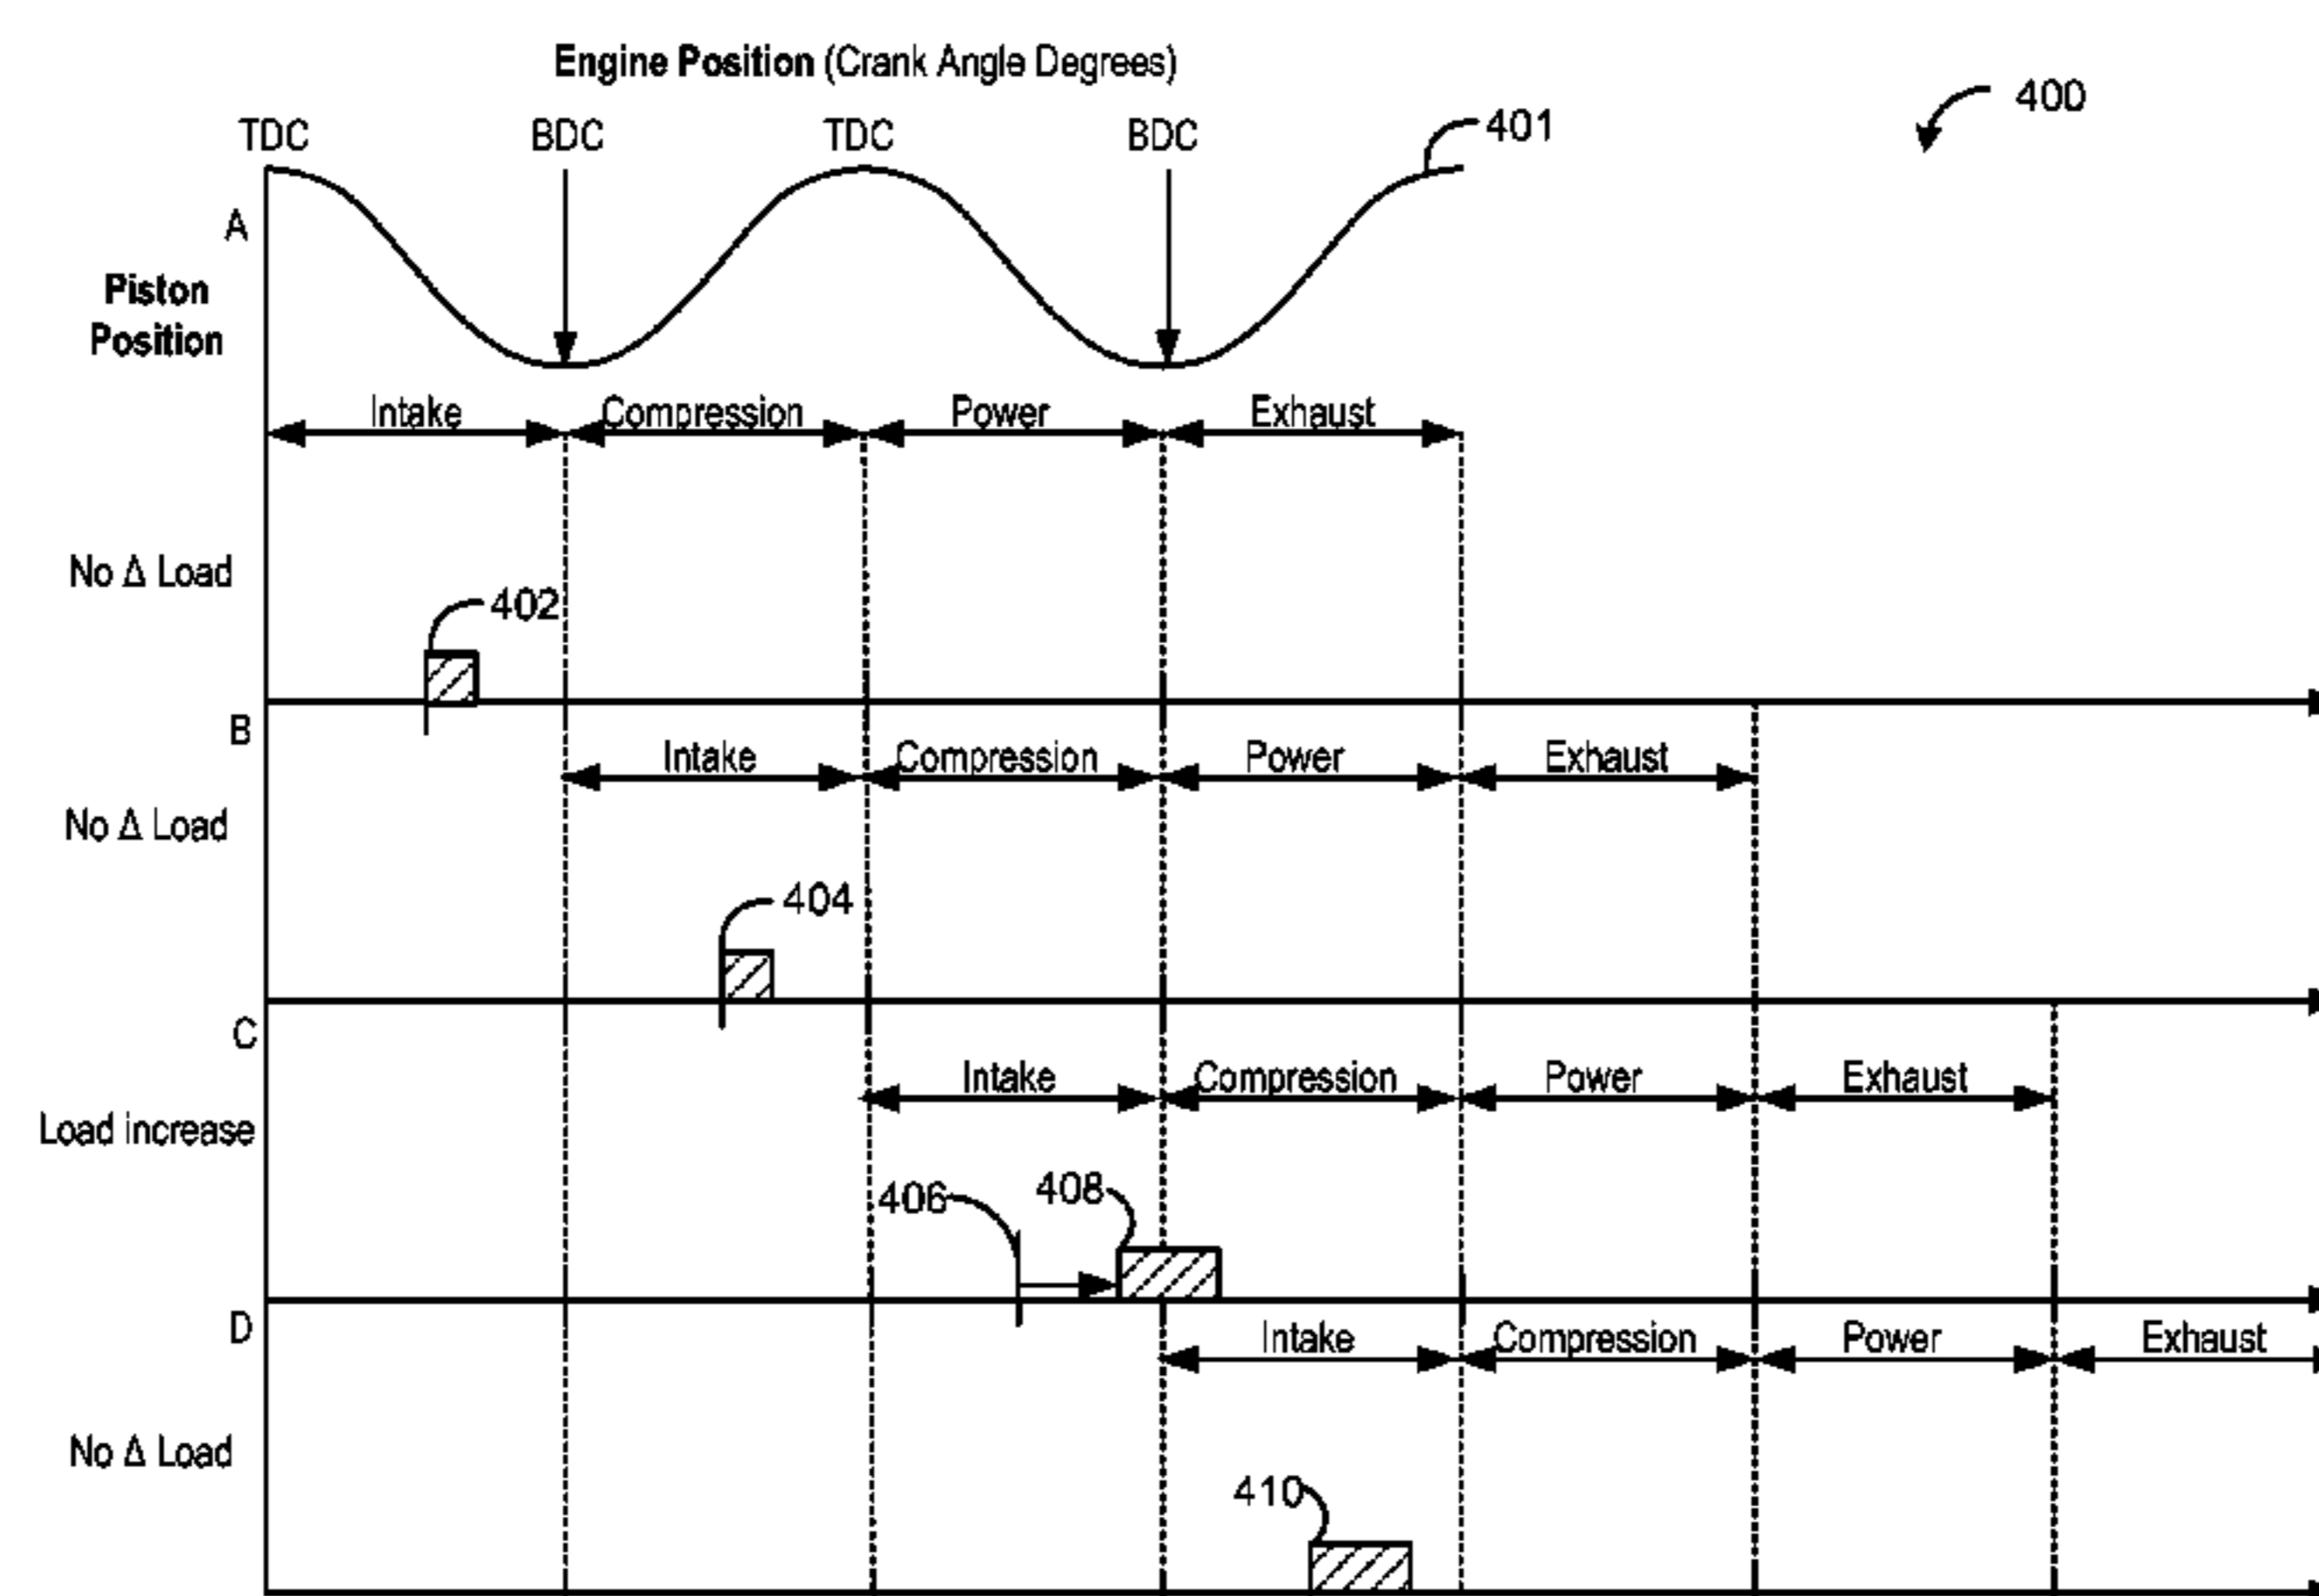 Engine Position (Crank Angle Degrees)
400
TDC BDC TDC BDC 401
A
Piston
Position
Intake Compression Power Exhaust
No Δ Load
402
B
Intake Compression Power Exhaust
No Δ Load
404
C
Intake Compression Power Exhaust
Load increase
406 408
D
Intake Compression Power Exhaust
No Δ Load
410